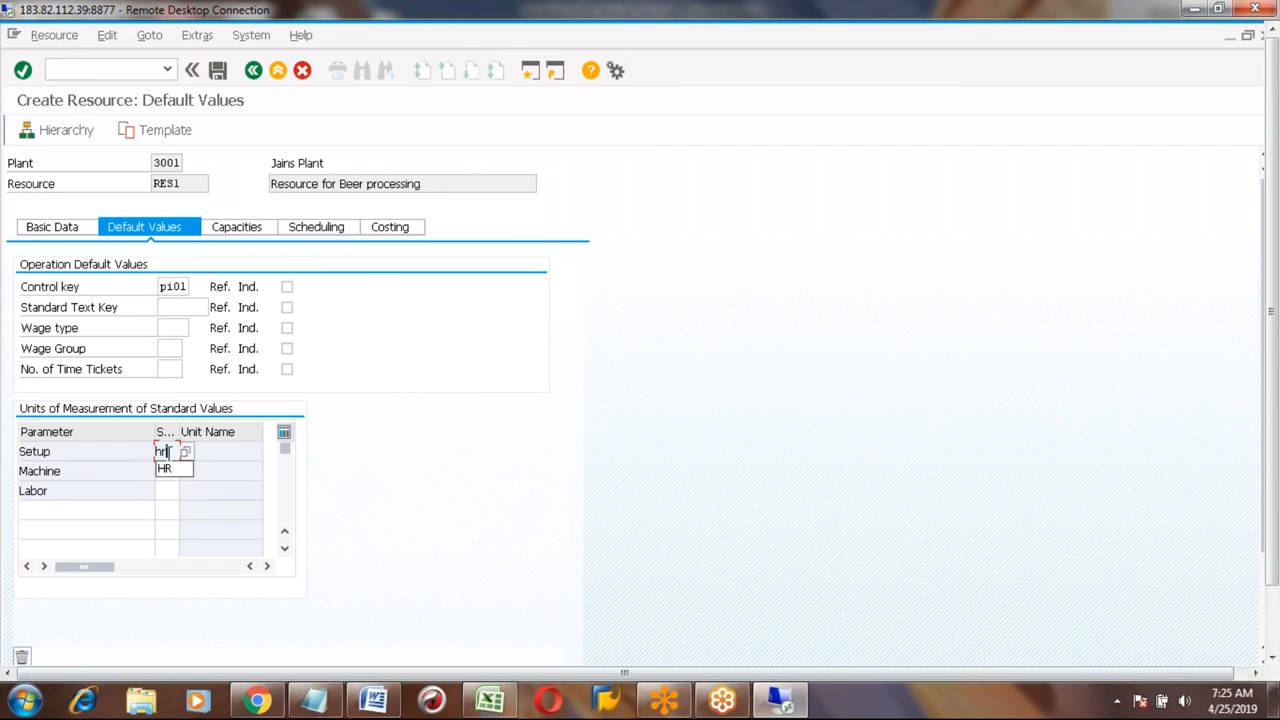 183.82.112.39:8877 - Remote Desktop Connection
Resource Edit Goto Extras System Help
Create Resource: Default Values
Hierarchy Template
Plant 3001 Jains Plant
Resource RES1 Resource for Beer processing
Basic Data Default Values Capacities Scheduling Costing
Operation Default Values
Control key pi01 Ref. Ind.
Standard Text Key Ref. Ind.
Wage type Ref. Ind.
Wage Group Ref. Ind.
No. of Time Tickets Ref. Ind.
Units of Measurement of Standard Values
Parameter S... Unit Name
Setup hr
Machine HR
Labor
7:25 AM
4/25/2019